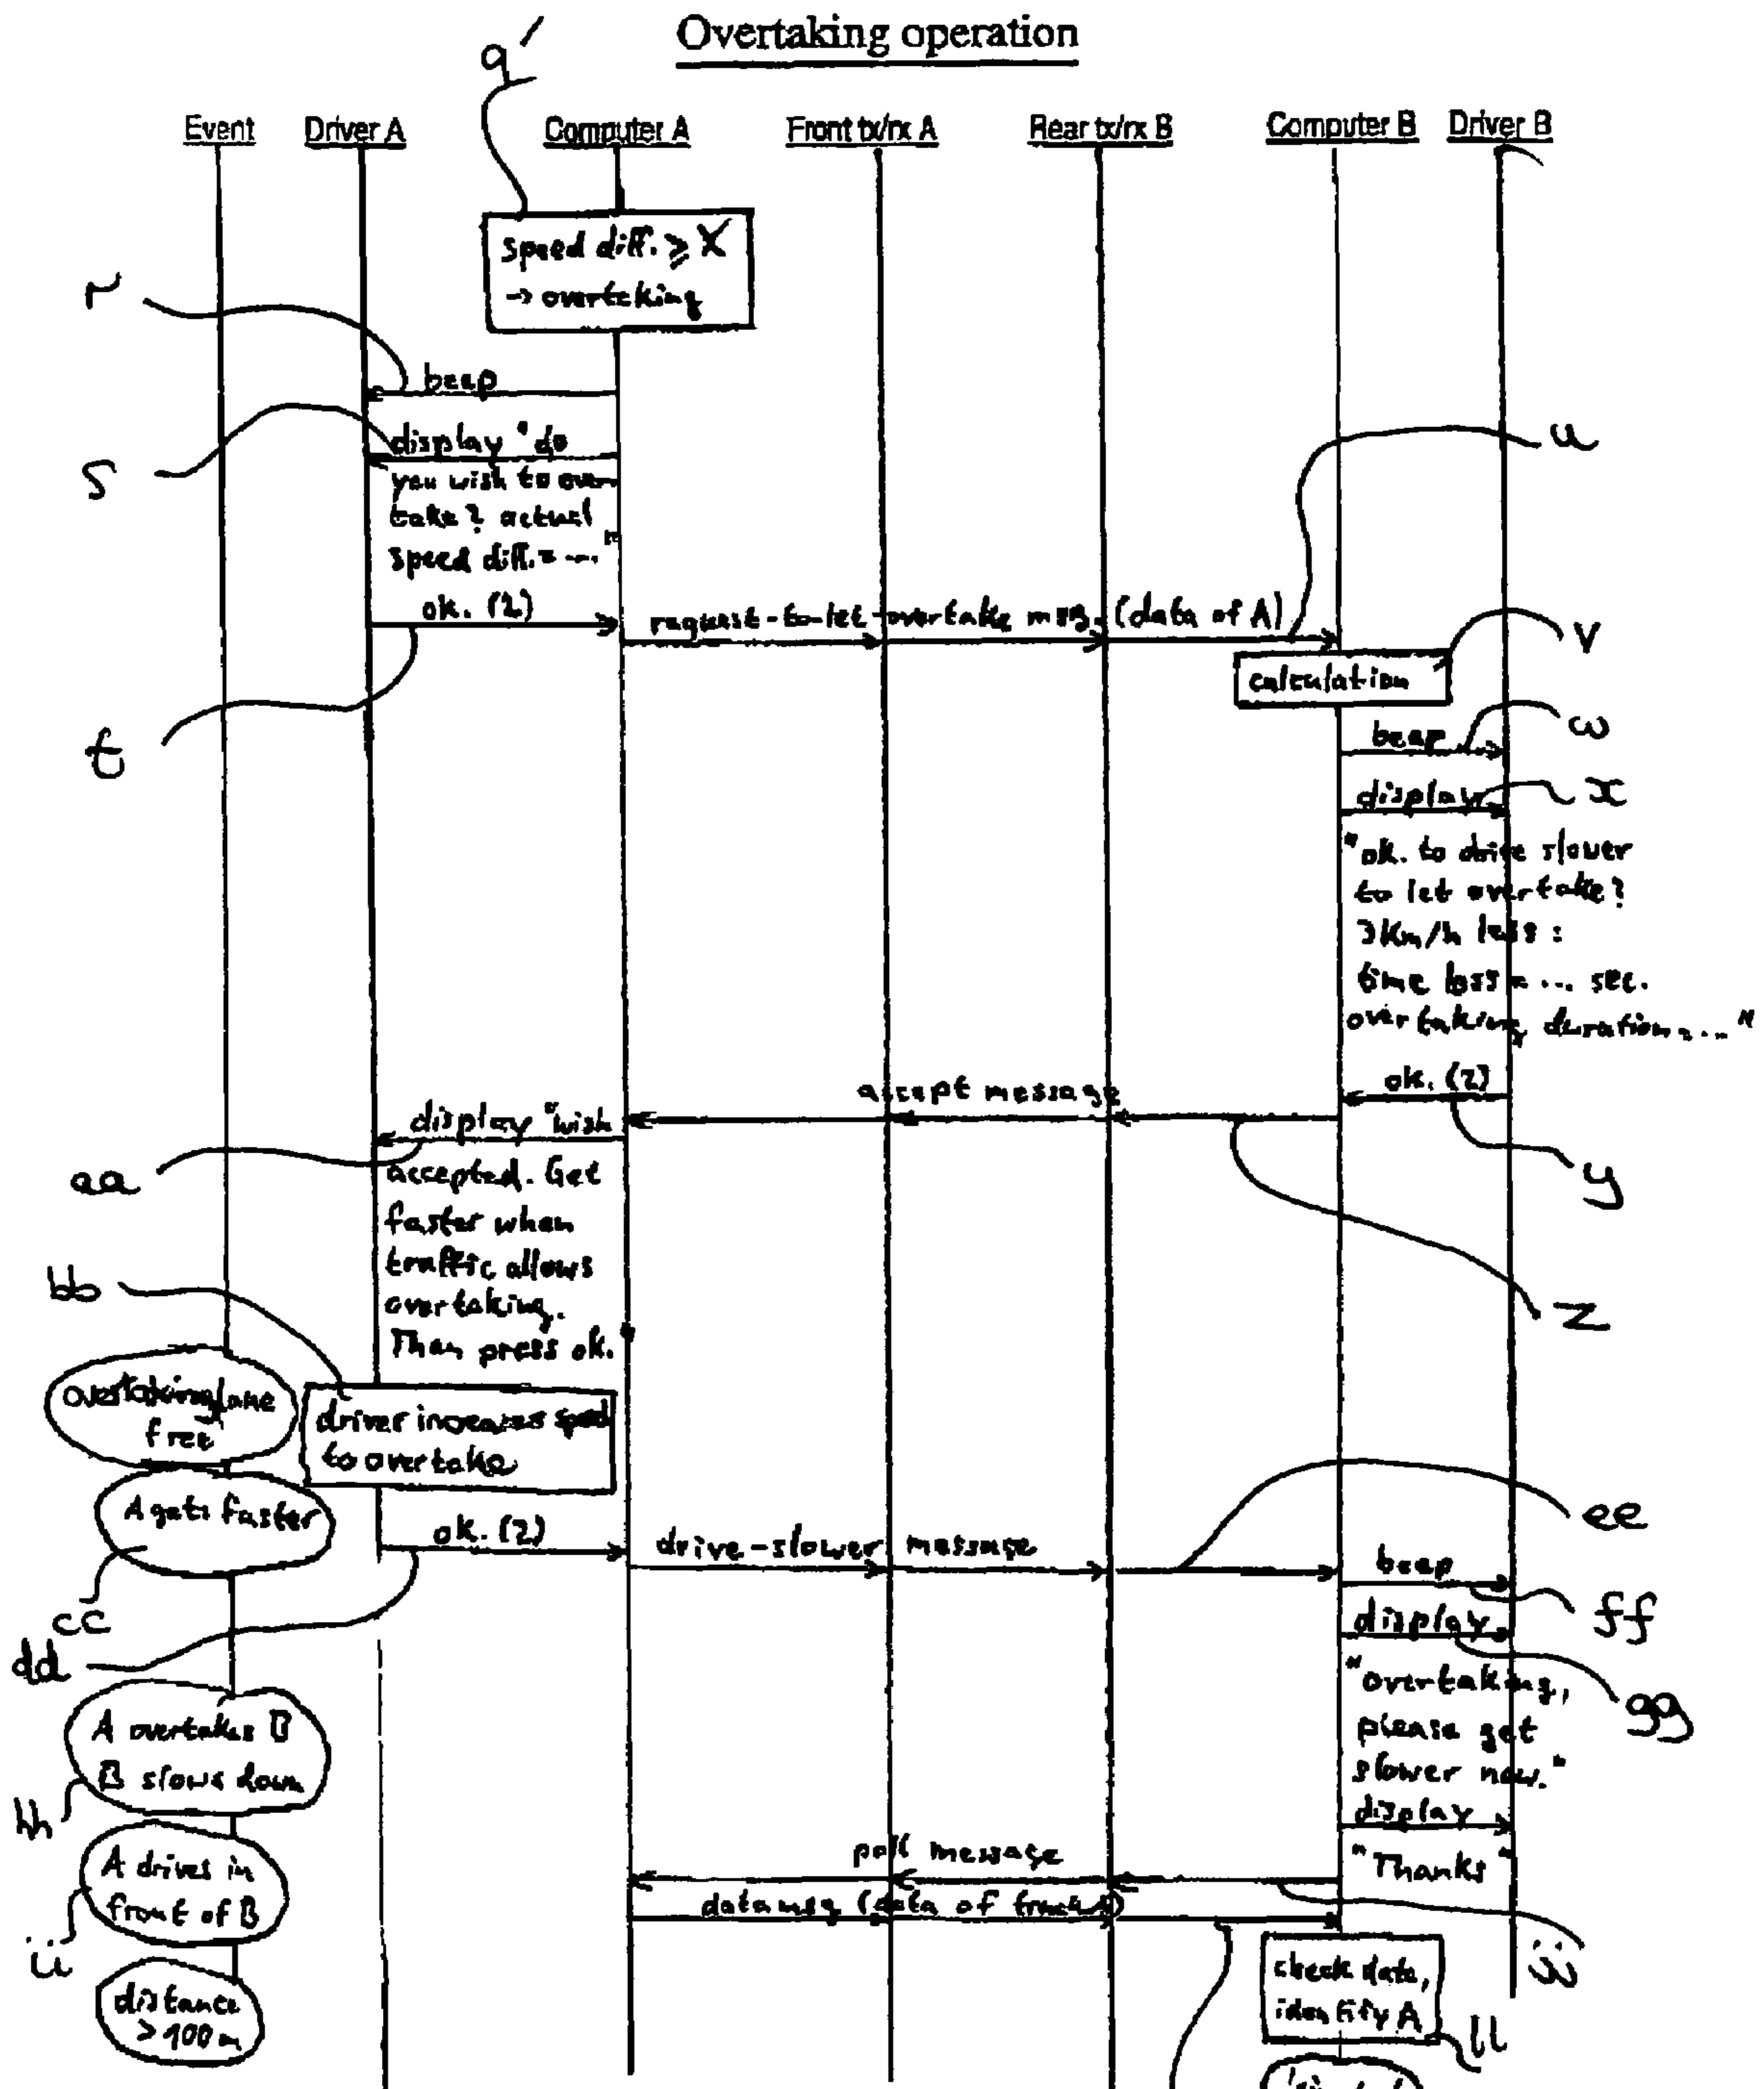 Overtaking operation
q'
Event Driver A Computer A Front tx/rx A Rear tx/rx B Computer B Driver B
speed diff. ≥ X
→ overtaking
r
beep
s
display "do
you wish to over-
take? actual
speed diff. = ..."
u
ok. (2)
request-to-let-overtake msg. (data of A)
v
calculation
t
beep
w
display
x
"ok. to drive slower
to let overtake?
3 Km/h less:
time loss = ... sec.
overtaking duration = ..."
ok. (2)
y
accept message
z
display "wish
accepted. Get
faster when
traffic allows
overtaking.
Than press ok.
"
aa
bb
overtaking lane
free
driver increases speed
to overtake
A gets faster
cc
ok. (2)
dd
drive-slower message
ee
beep
ff
display
gg
"overtaking,
please get
slower now."
A overtakes B
B slows down
hh
display
"Thanks"
poll message
jj
A drives in
front of B
ii
data msg (data of truck A)
check data,
identify A
ll
distance
> 100 m